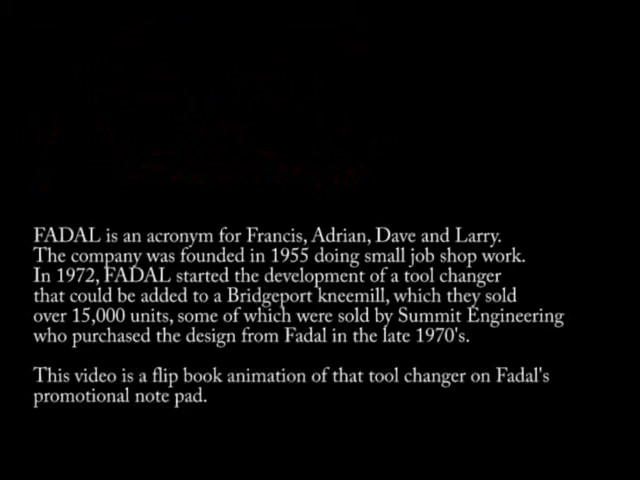 FADAL is an acronym for Francis, Adrian, Dave and Larry.
The company was founded in 1955 doing small job shop work.
In 1972, FADAL started the development of a tool changer
that could be added to a Bridgeport kneemill, which they sold
over 15,000 units, some of which were sold by Summit Engineering
who purchased the design from Fadal in the late 1970's.
This video is a flip book animation of that tool changer on Fadal's
promotional note pad.